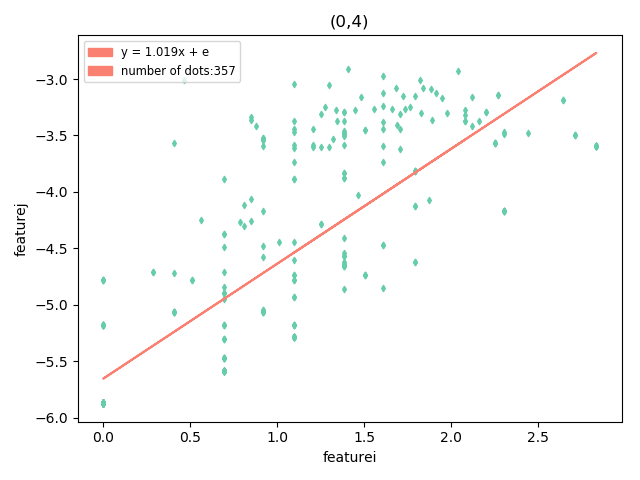 (0,4)
y = 1.019x + e
number of dots:357
featurej
−3.0
−3.5
−4.0
−4.5
−5.0
−5.5
−6.0
0.0 0.5 1.0 1.5 2.0 2.5
featurei